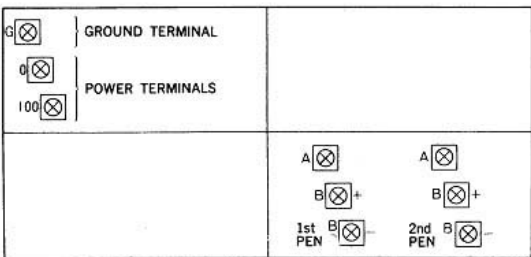 G GROUND TERMINAL
0
POWER TERMINALS
100
A A
B + B +
1st PEN B - 2nd PEN B -